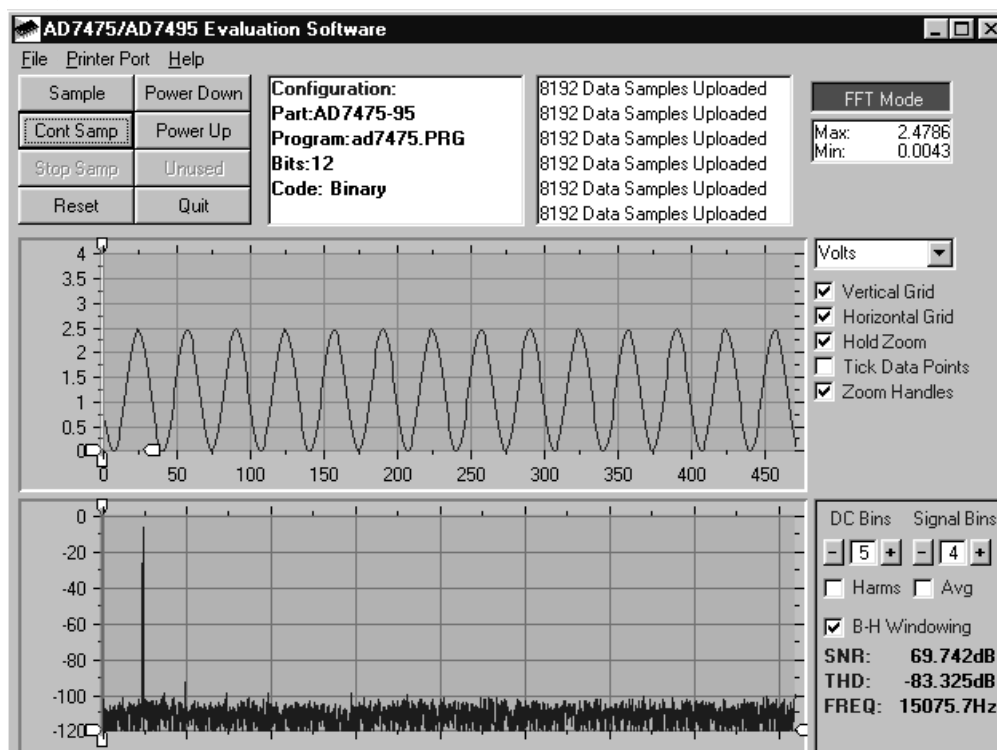 AD7475/AD7495 Evaluation Software
File Printer Port Help
Sample Power Down
Cont Samp Power Up
Stop Samp Unused
Reset Quit
Configuration:
Part:AD7475-95
Program:ad7475.PRG
Bits:12
Code: Binary
8192 Data Samples Uploaded
8192 Data Samples Uploaded
8192 Data Samples Uploaded
8192 Data Samples Uploaded
8192 Data Samples Uploaded
8192 Data Samples Uploaded
FFT Mode
Max: 2.4786
Min: 0.0043
4
3.5
3
2.5
2
1.5
1
0.5
0
0 50 100 150 200 250 300 350 400 450
Volts
Vertical Grid
Horizontal Grid
Hold Zoom
Tick Data Points
Zoom Handles
0
-20
-40
-60
-80
-100
-120
DC Bins Signal Bins
- 5 + - 4 +
Harms Avg
B-H Windowing
SNR: 69.742dB
THD: -83.325dB
FREQ: 15075.7Hz